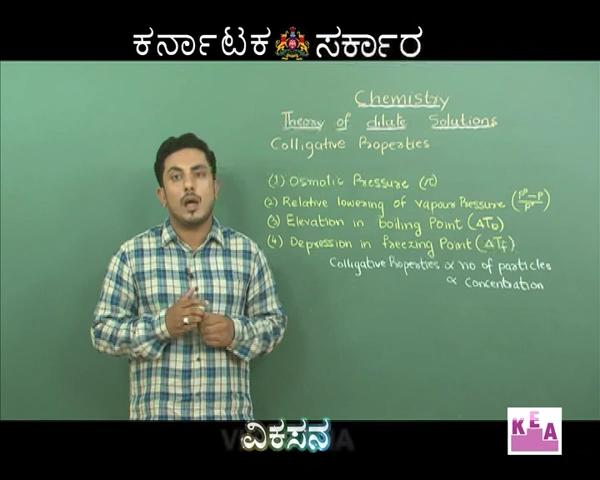 ಕರ್ನಾಟಕ ಸರ್ಕಾರ
Chemistry
Theory of dilute Solutions
Colligative Properties
(1) Osmotic Pressure (π)
(2) Relative lowering of vapour Pressure (P⁰-P/P⁰)
(3) Elevation in boiling Point (ΔTb)
(4) Depression in freezing Point (ΔTf)
Colligative Properties ∝ no of particles
∝ Concentration
ವಿಕಸನ
KEA